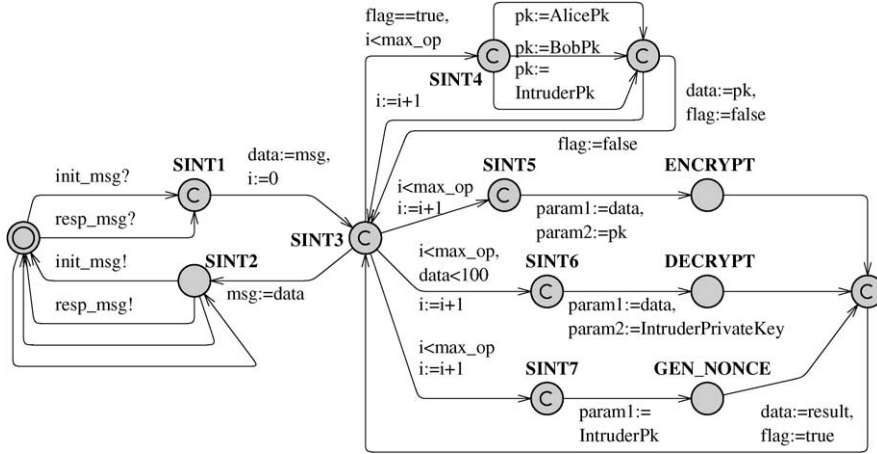 flag==true,
i<max_op
SINT4
pk:=AlicePk
pk:=BobPk
pk:=
IntruderPk
C
C
i:=i+1
data:=pk,
flag:=false
flag:=false
SINT1
data:=msg,
i:=0
init_msg?
C
resp_msg?
SINT2
init_msg!
resp_msg!
msg:=data
SINT3
C
i<max_op
i:=i+1
SINT5
C
ENCRYPT
param1:=data,
param2:=pk
i<max_op,
data<100
i:=i+1
SINT6
C
DECRYPT
param1:=data,
param2:=IntruderPrivateKey
C
i<max_op
i:=i+1
SINT7
C
GEN_NONCE
param1:=
IntruderPk
data:=result,
flag:=true